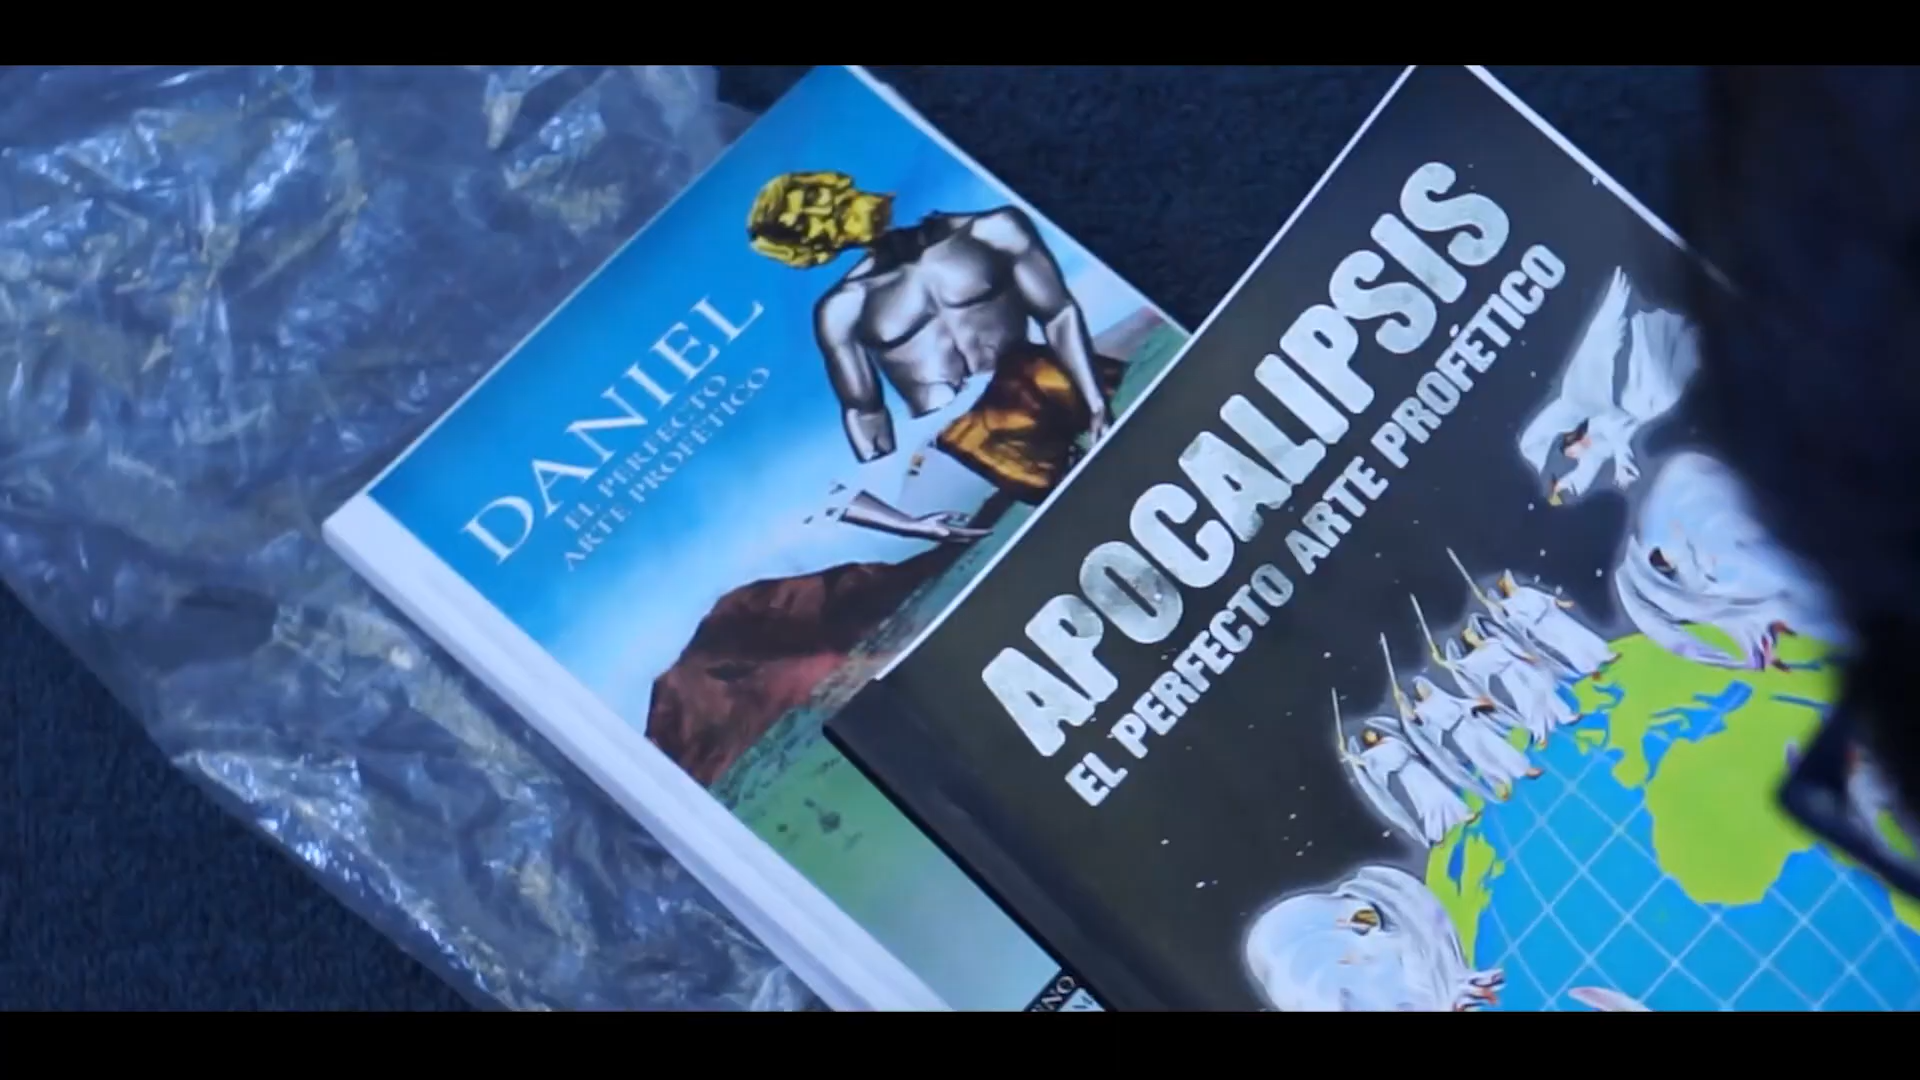 DANIEL
EL PERFECTO
ARTE PROFÉTICO
APOCALIPSIS
EL PERFECTO ARTE PROFÉTICO